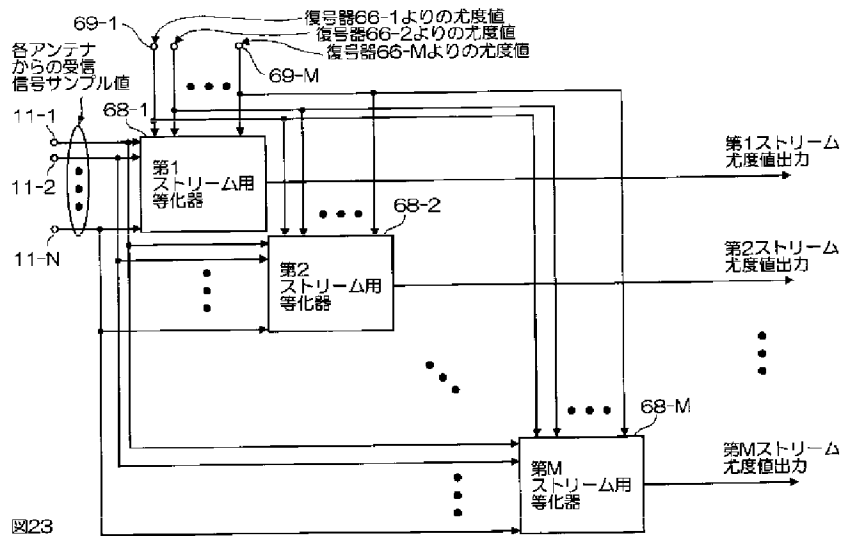 69-1
復号器66-1よりの尤度値
復号器66-2よりの尤度値
復号器66-Mよりの尤度値
69-M
各アンテナ
からの受信
信号サンプル値
11-1
11-2
11-N
68-1
第1
ストリーム用
等化器
第1ストリーム
尤度値出力
68-2
第2
ストリーム用
等化器
第2ストリーム
尤度値出力
68-M
第M
ストリーム用
等化器
第Mストリーム
尤度値出力
図23